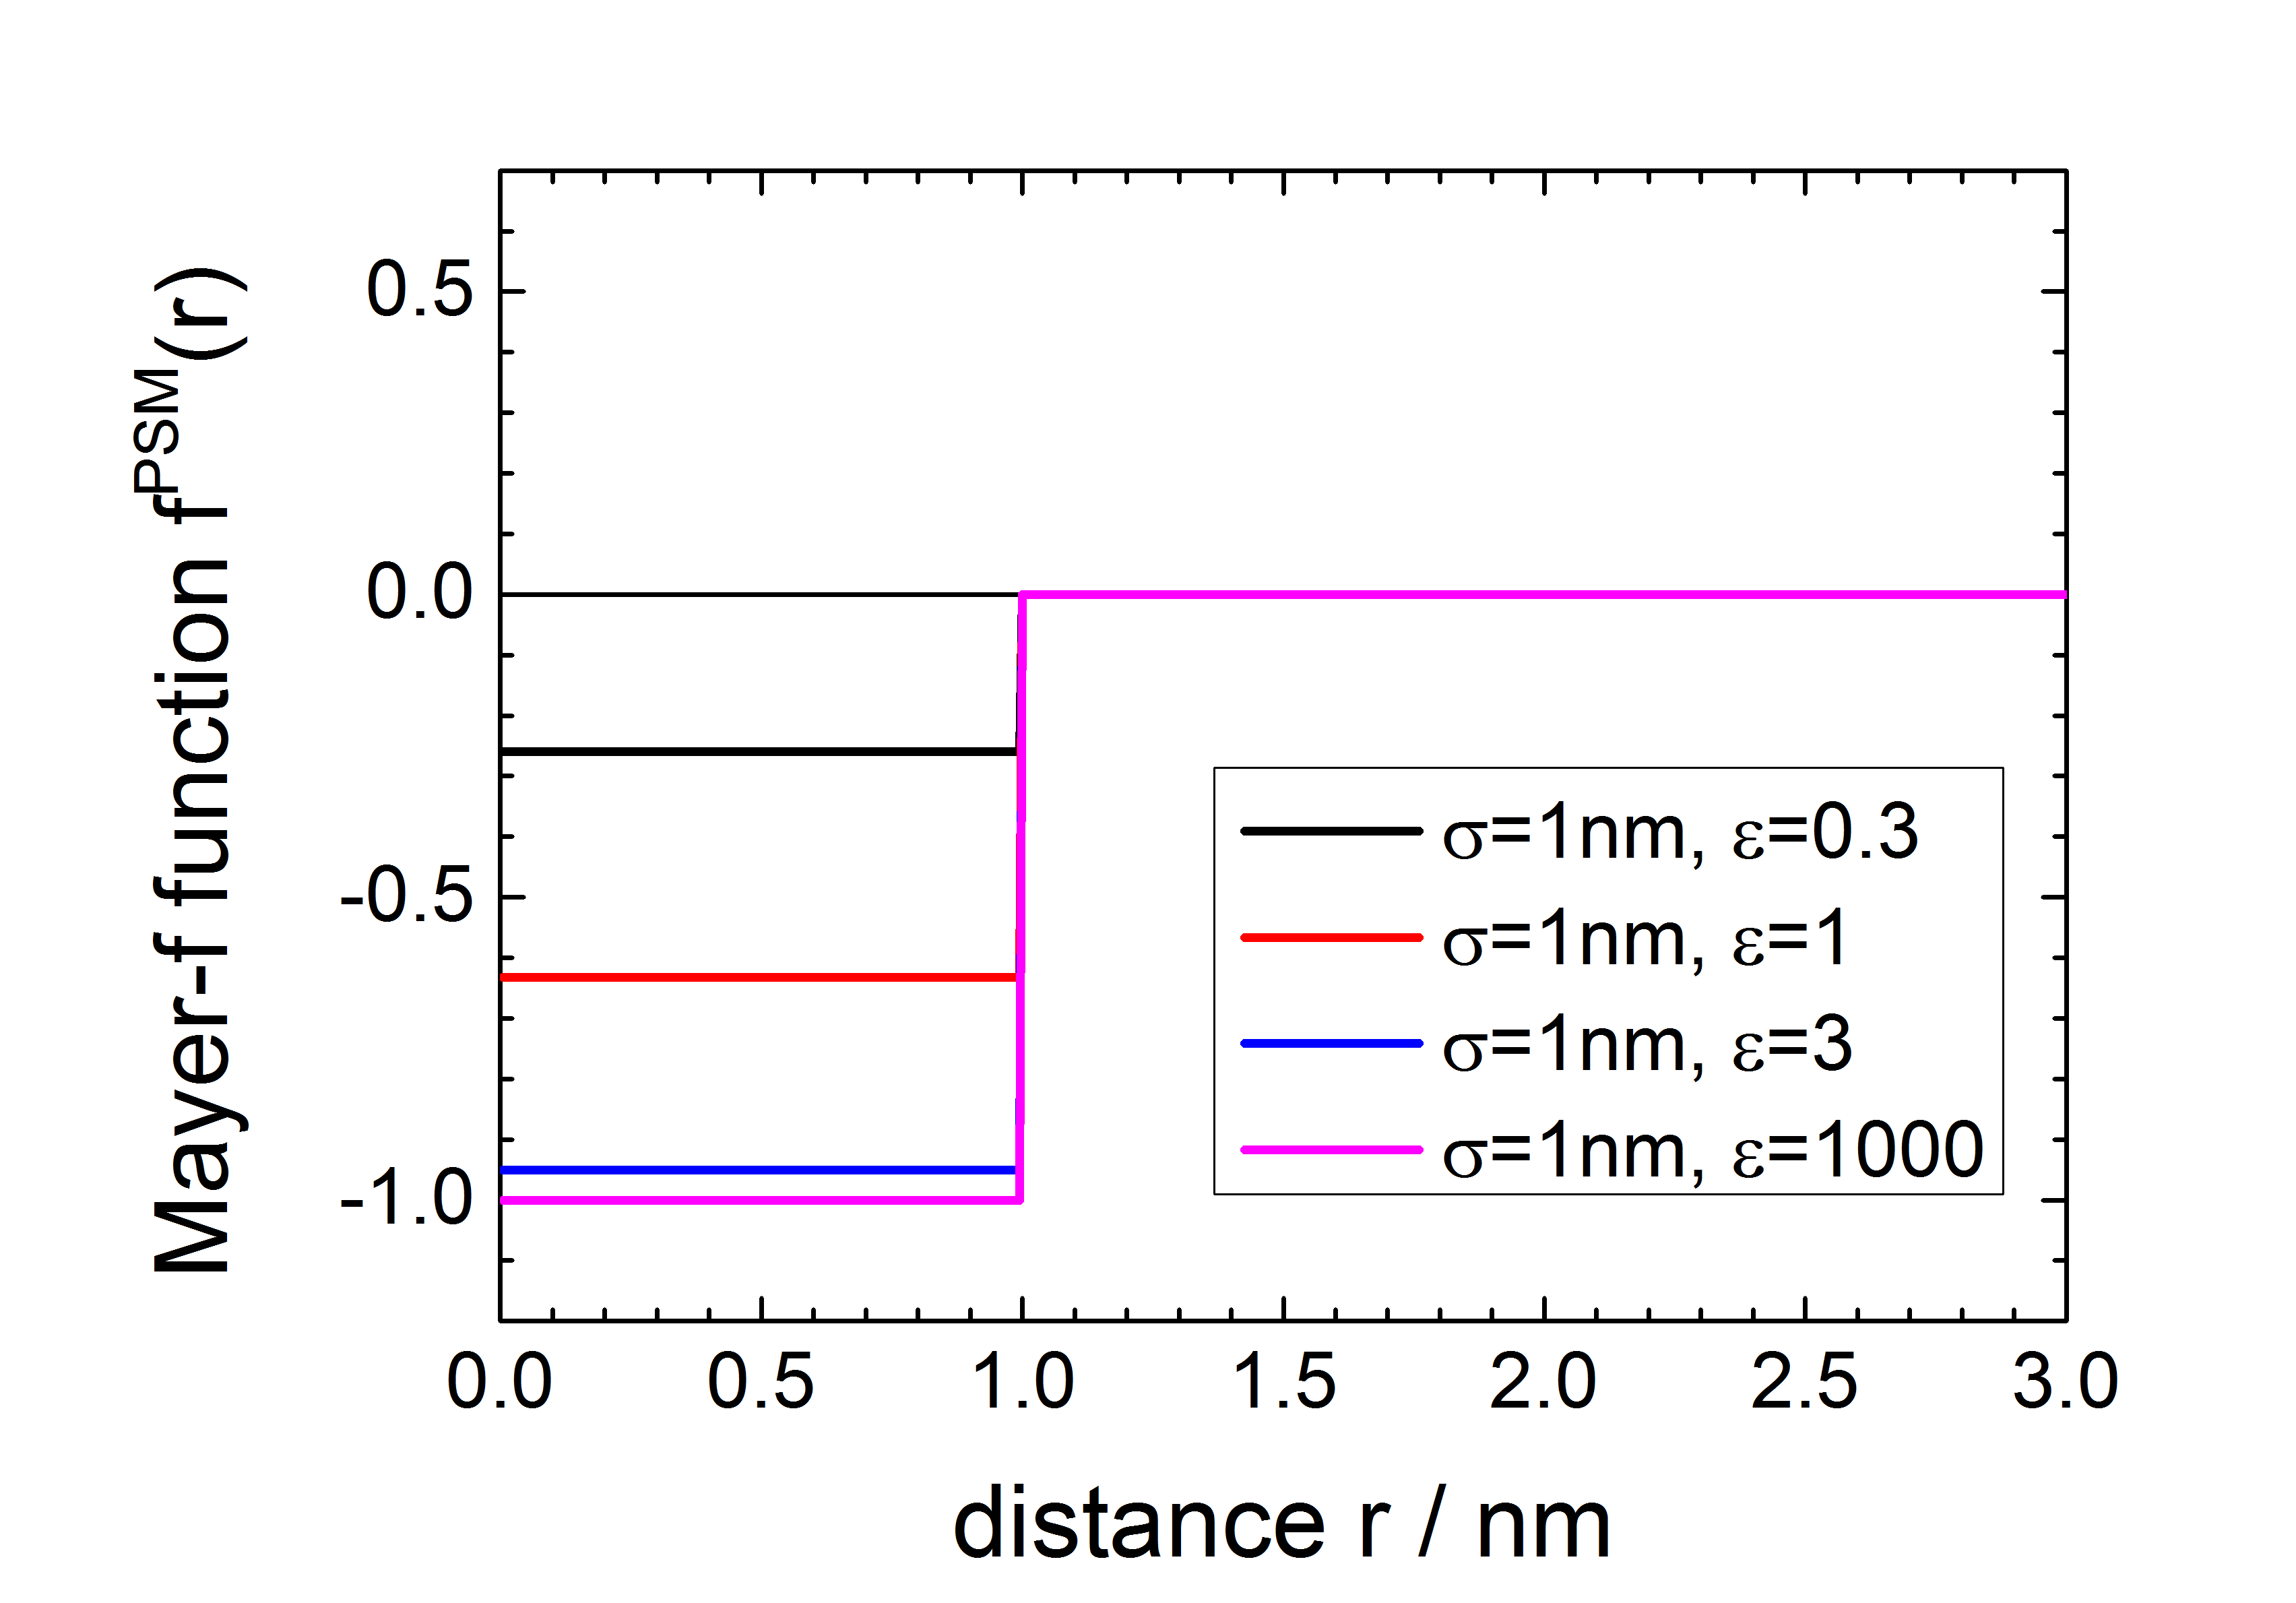 Mayer-f function f^PSM(r)
0.5
0.0
-0.5
-1.0
σ=1nm, ε=0.3
σ=1nm, ε=1
σ=1nm, ε=3
σ=1nm, ε=1000
0.0 0.5 1.0 1.5 2.0 2.5 3.0
distance r / nm